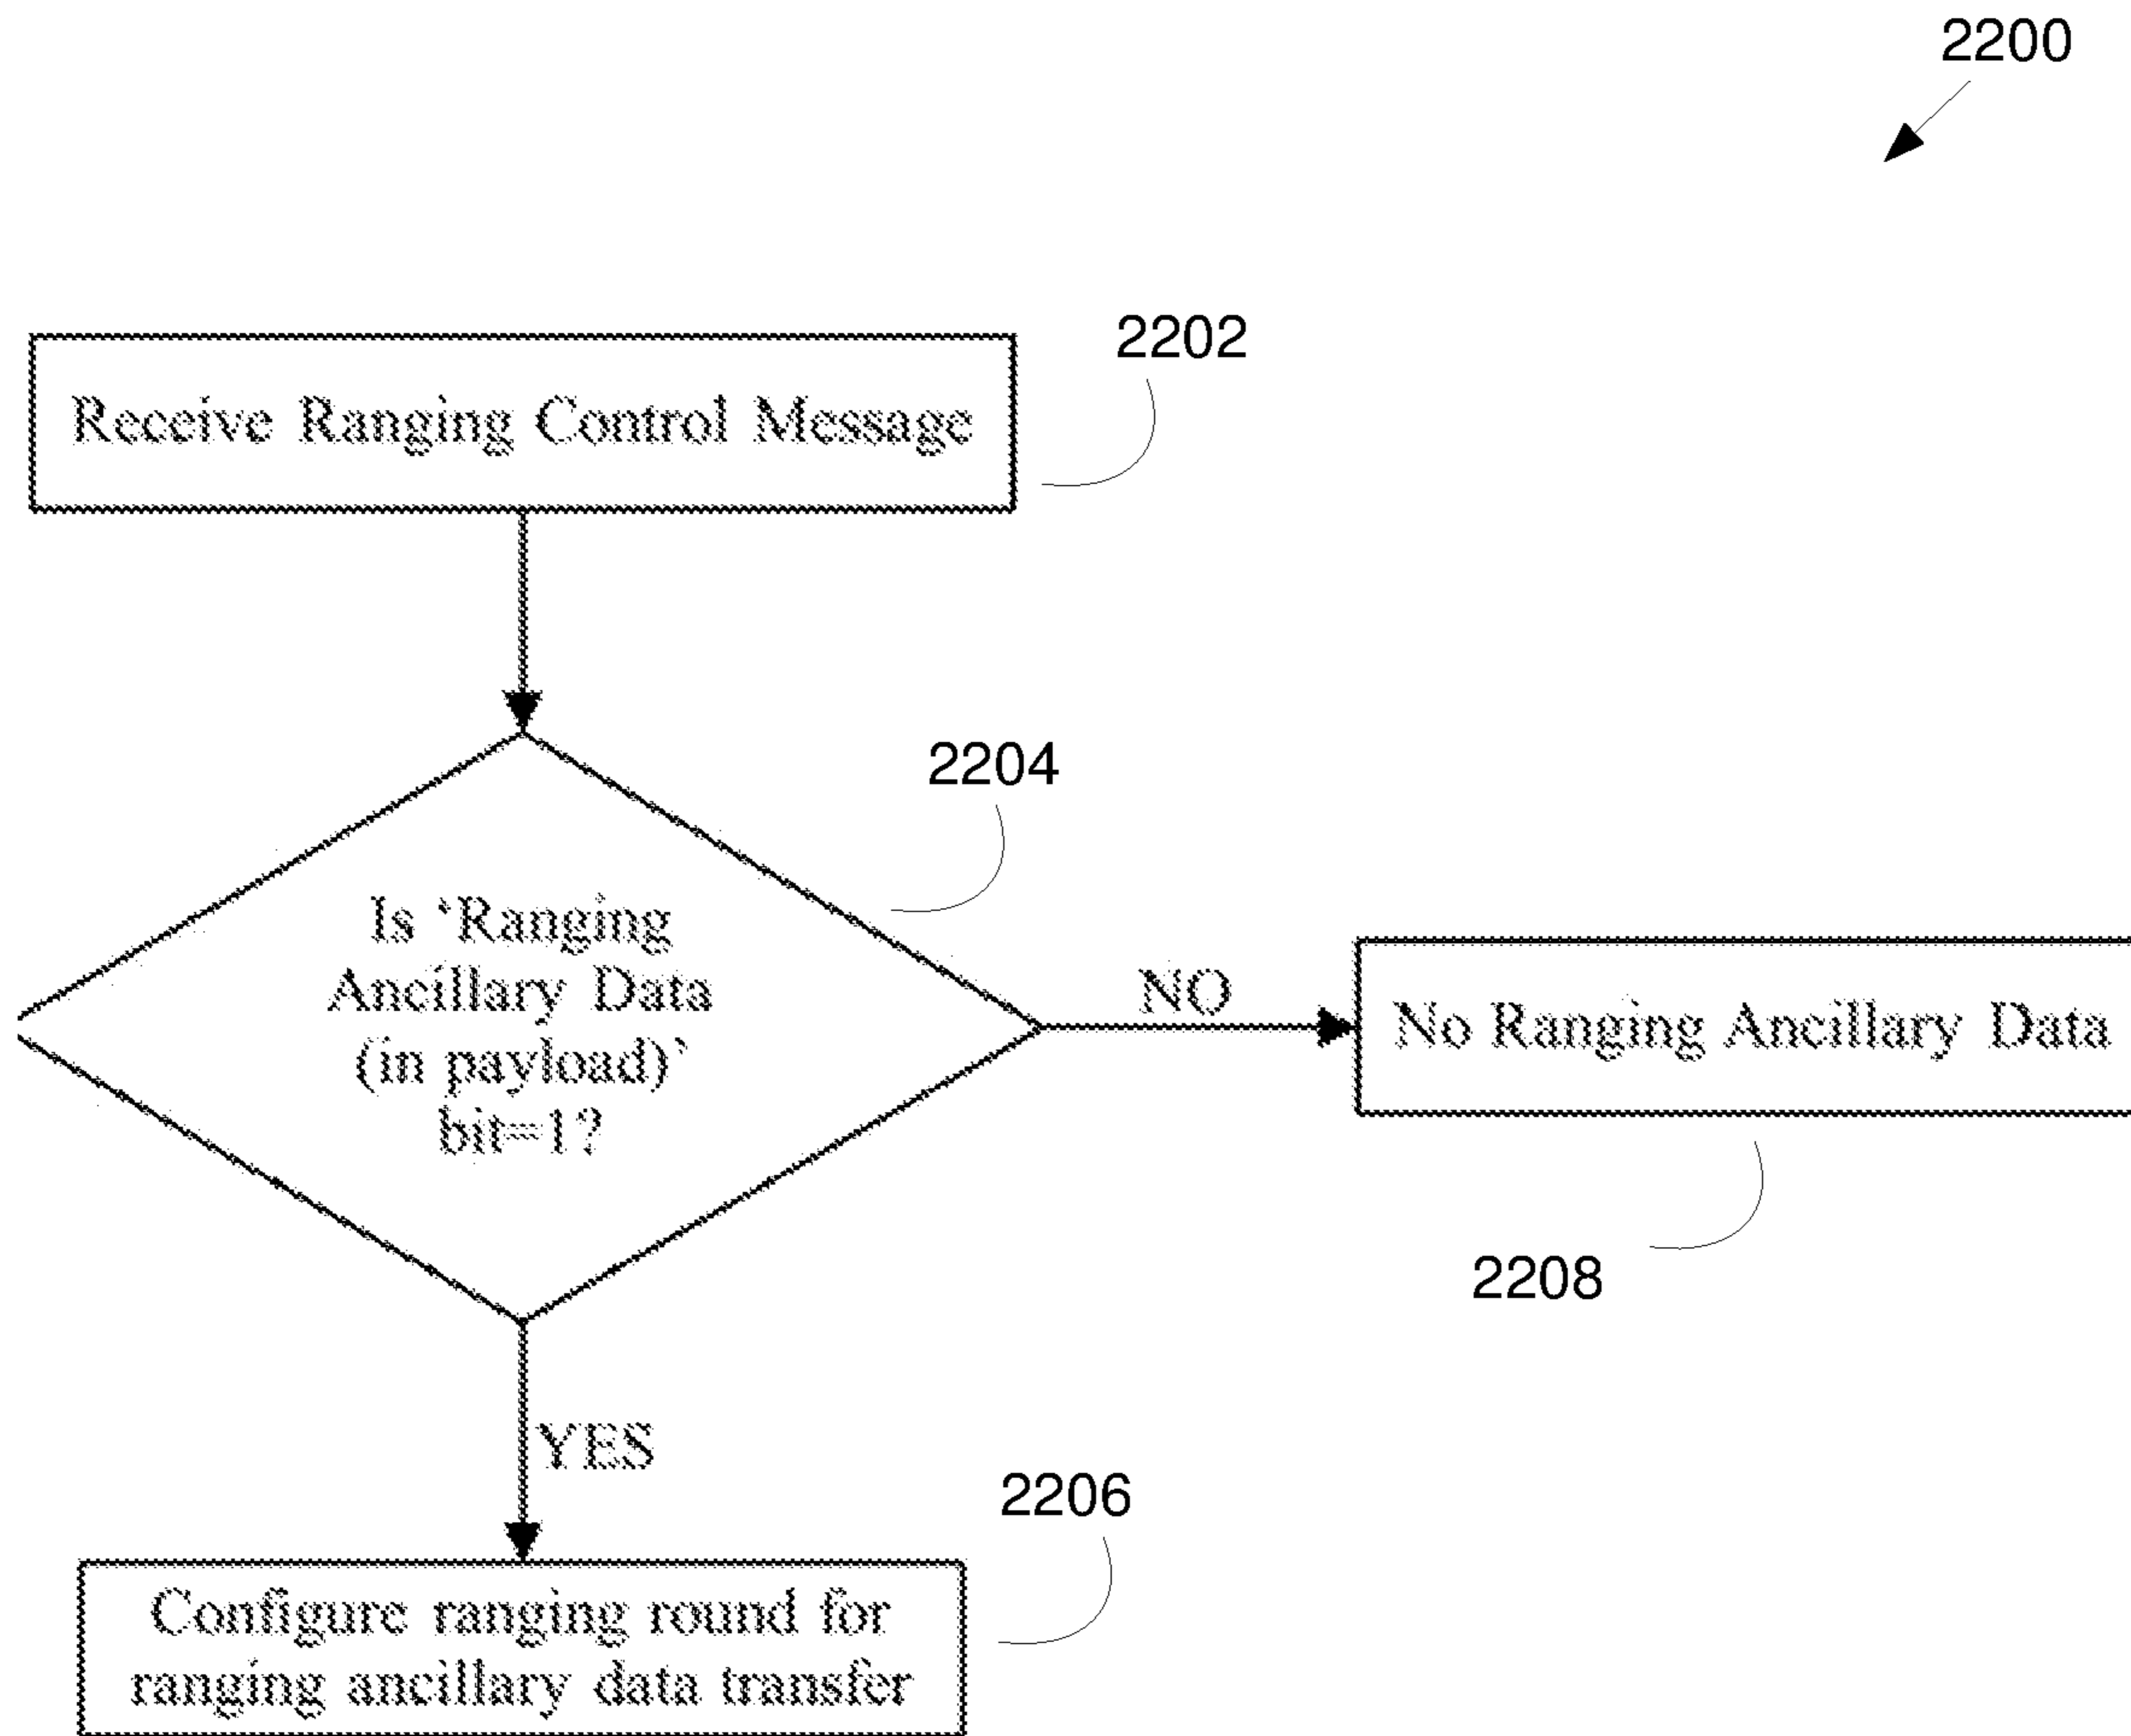 2200
2202
Receive Ranging Control Message
2204
Is ‘Ranging
Ancillary Data
(in payload)’
bit=1?
NO
No Ranging Ancillary Data
2208
YES
2206
Configure ranging round for
ranging ancillary data transfer